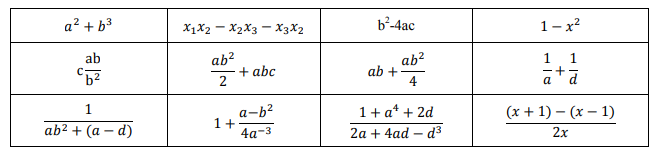 a² + b³ x₁x₂ − x₂x₃ − x₃x₂ b²-4ac 1 − x²
c ab/b² ab²/2 + abc ab + ab²/4 1/a + 1/d
1/(ab² + (a − d)) 1 + (a−b²)/(4a⁻³) (1 + a⁴ + 2d)/(2a + 4ad − d³) ((x + 1) − (x − 1))/2x